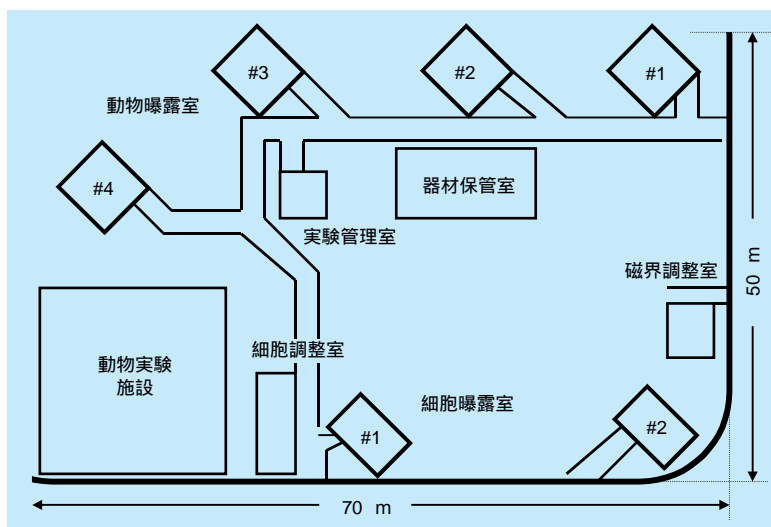 #3
#2
#1
動物曝露室
#4
器材保管室
実験管理室
磁界調整室
50 m
動物実験
施設
細胞調整室
細胞曝露室
#1
#2
70 m